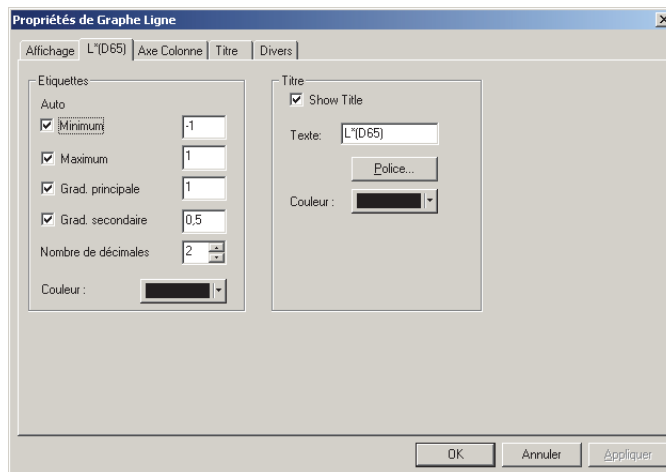 Propriétés de Graphe Ligne
Affichage L*(D65) Axe Colonne Titre Divers
Etiquettes
Auto
Minimum -1
Maximum 1
Grad. principale 1
Grad. secondaire 0,5
Nombre de décimales 2
Couleur :
Titre
Show Title
Texte: L*(D65)
Police...
Couleur :
OK Annuler Appliquer